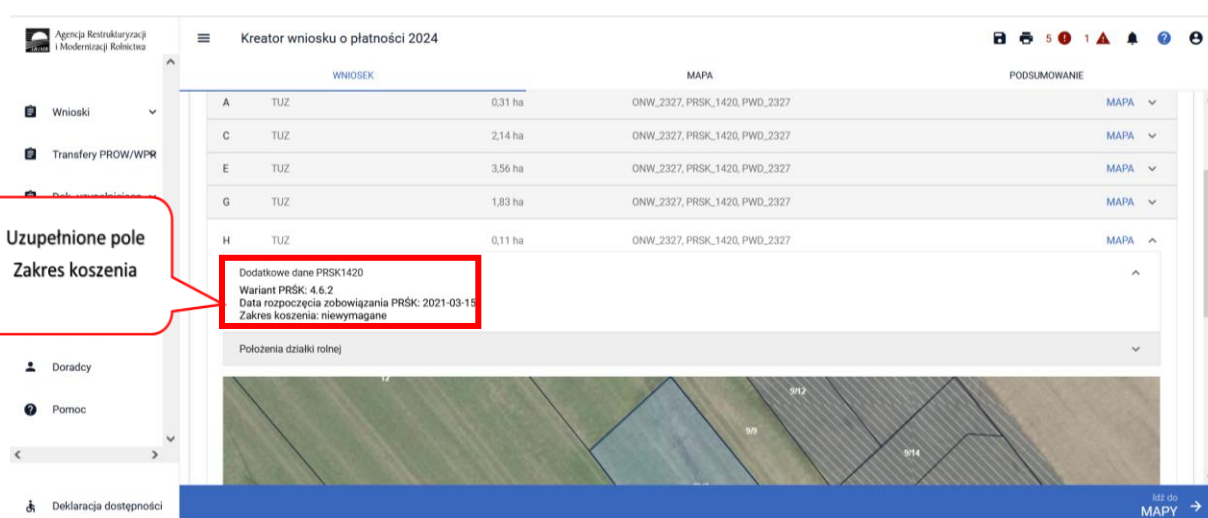 Agencja Restrukturyzacji
i Modernizacji Rolnictwa
Kreator wniosku o płatności 2024
5 1
WNIOSEK MAPA PODSUMOWANIE
Wnioski
Transfery PROW/WPR
A TUZ 0,31 ha ONW_2327, PRSK_1420, PWD_2327 MAPA
C TUZ 2,14 ha ONW_2327, PRSK_1420, PWD_2327 MAPA
E TUZ 3,56 ha ONW_2327, PRSK_1420, PWD_2327 MAPA
G TUZ 1,83 ha ONW_2327, PRSK_1420, PWD_2327 MAPA
H TUZ 0,11 ha ONW_2327, PRSK_1420, PWD_2327 MAPA
Uzupełnione pole
Zakres koszenia
Dodatkowe dane PRSK1420
Wariant PRŚK: 4.6.2
Data rozpoczęcia zobowiązania PRŚK: 2021-03-15
Zakres koszenia: niewymagane
Położenia działki rolnej
12
9/12
9/9
9/14
Doradcy
Pomoc
Deklaracja dostępności
Idź do
MAPY